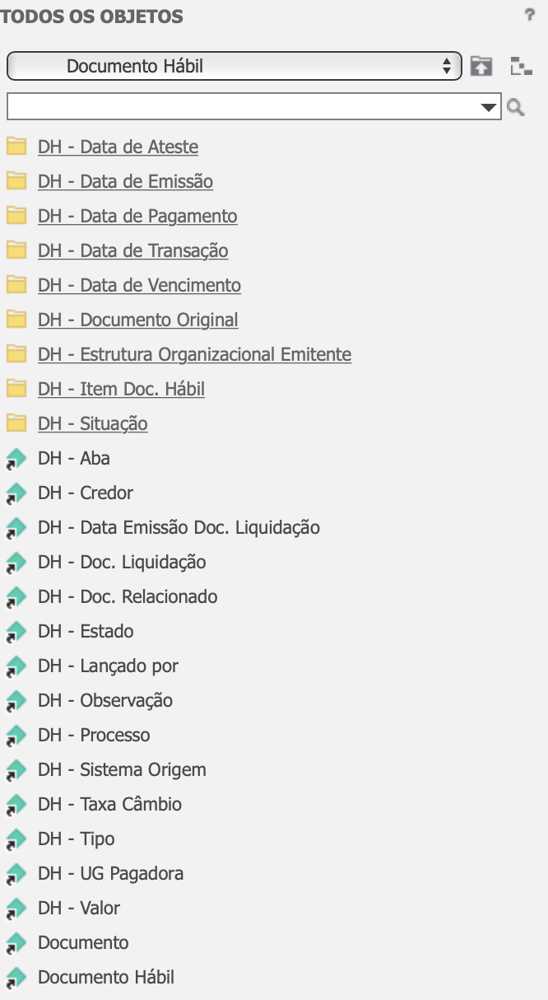 TODOS OS OBJETOS
?
Documento Hábil
DH - Data de Ateste
DH - Data de Emissão
DH - Data de Pagamento
DH - Data de Transação
DH - Data de Vencimento
DH - Documento Original
DH - Estrutura Organizacional Emitente
DH - Item Doc. Hábil
DH - Situação
DH - Aba
DH - Credor
DH - Data Emissão Doc. Liquidação
DH - Doc. Liquidação
DH - Doc. Relacionado
DH - Estado
DH - Lançado por
DH - Observação
DH - Processo
DH - Sistema Origem
DH - Taxa Câmbio
DH - Tipo
DH - UG Pagadora
DH - Valor
Documento
Documento Hábil